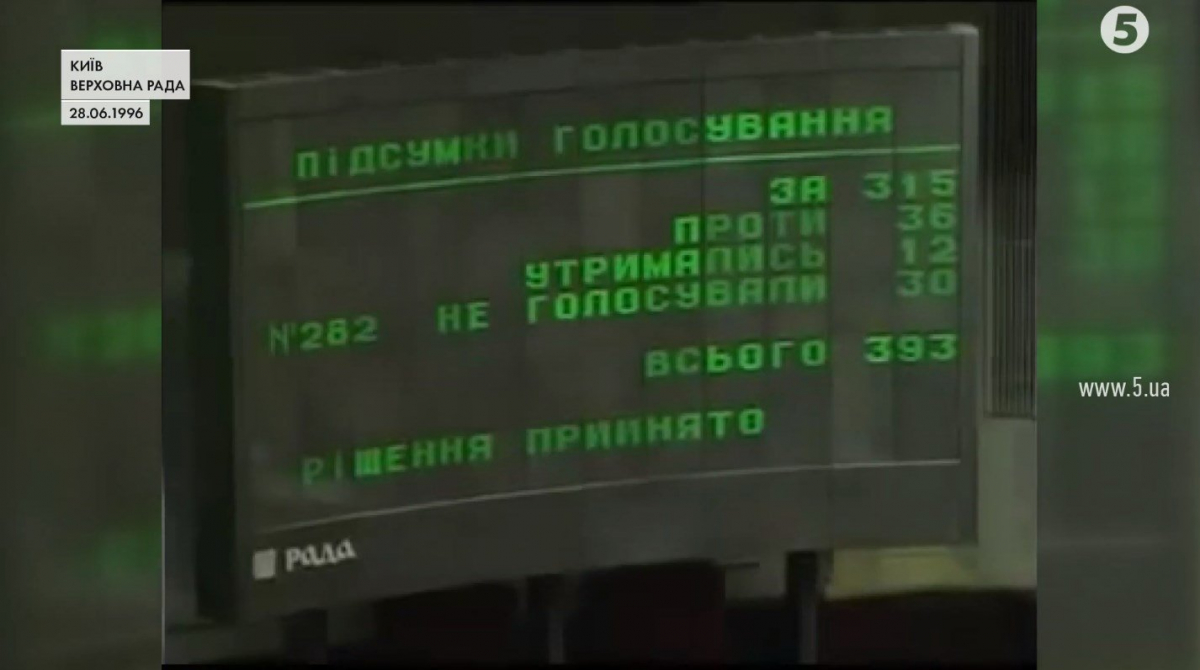 КИЇВ
ВЕРХОВНА РАДА
28.06.1996
5
ПІДСУМКИ ГОЛОСУВАННЯ
ЗА 315
ПРОТИ 36
УТРИМАЛИСЬ 12
№282 НЕ ГОЛОСУВАЛИ 30
ВСЬОГО 393
РІШЕННЯ ПРИЙНЯТО
РАДА
www.5.ua